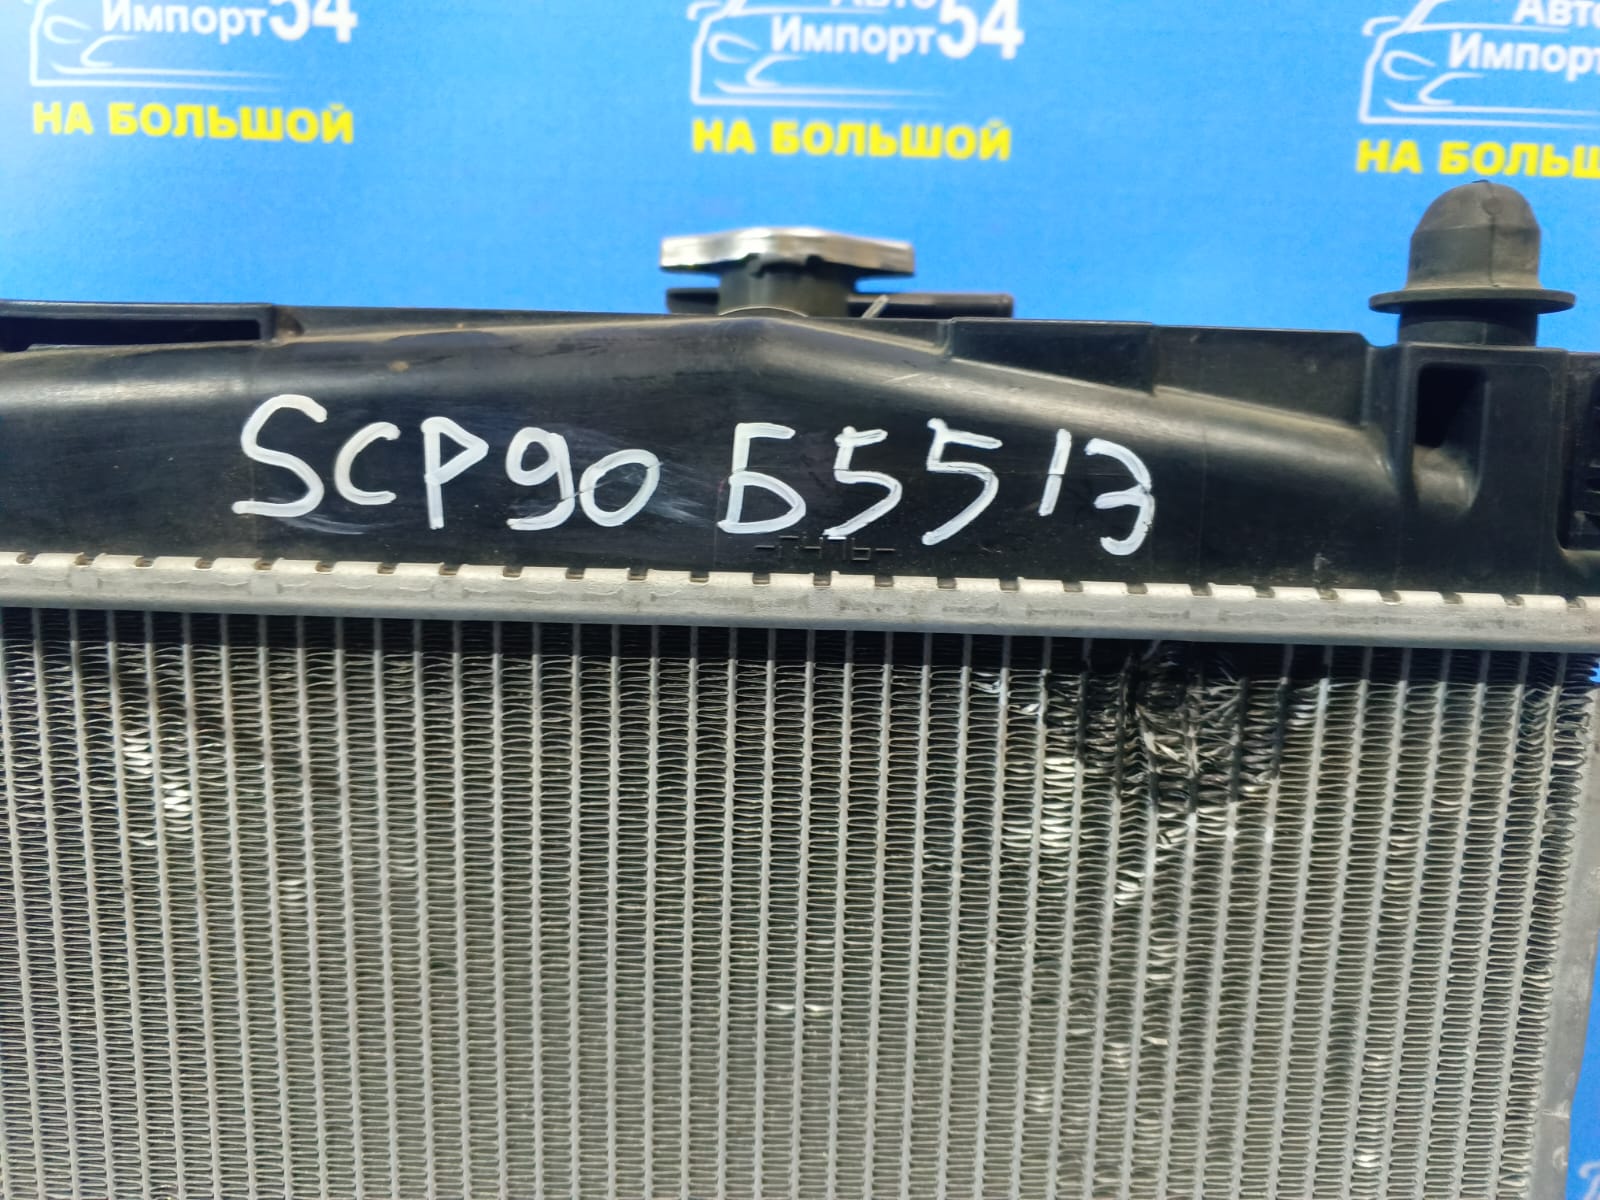 Импорт54
НА БОЛЬШОЙ
Авто
Импорт54
НА БОЛЬШОЙ
Авто
Импорт
НА БОЛЬШ
SCP90 Б5513